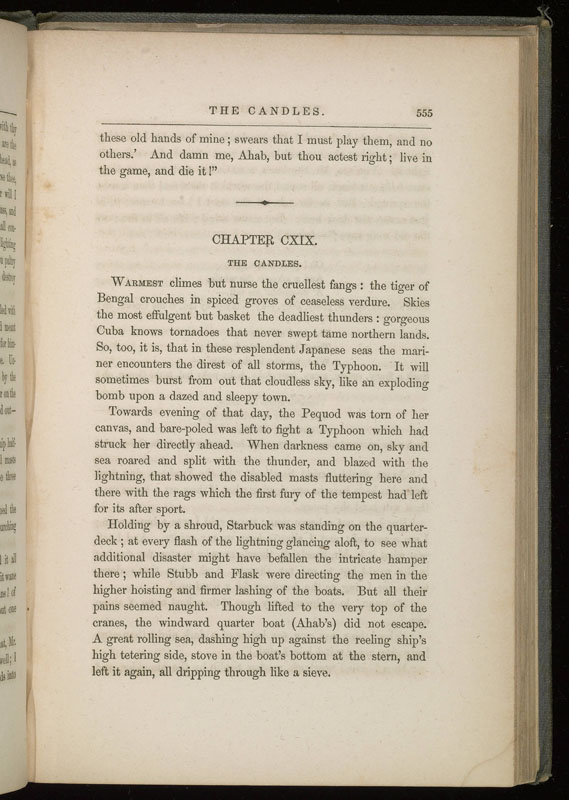 THE CANDLES. 555
these old hands of mine; swears that I must play them, and no
others.' And damn me, Ahab, but thou actest right; live in
the game, and die it!"
CHAPTER CXIX.
THE CANDLES.
WARMEST climes but nurse the cruellest fangs: the tiger of
Bengal crouches in spiced groves of ceaseless verdure. Skies
the most effulgent but basket the deadliest thunders: gorgeous
Cuba knows tornadoes that never swept tame northern lands.
So, too, it is, that in these resplendent Japanese seas the mari-
ner encounters the direst of all storms, the Typhoon. It will
sometimes burst from out that cloudless sky, like an exploding
bomb upon a dazed and sleepy town.
Towards evening of that day, the Pequod was torn of her
canvas, and bare-poled was left to fight a Typhoon which had
struck her directly ahead. When darkness came on, sky and
sea roared and split with the thunder, and blazed with the
lightning, that showed the disabled masts fluttering here and
there with the rags which the first fury of the tempest had left
for its after sport.
Holding by a shroud, Starbuck was standing on the quarter-
deck; at every flash of the lightning glancing aloft, to see what
additional disaster might have befallen the intricate hamper
there; while Stubb and Flask were directing the men in the
higher hoisting and firmer lashing of the boats. But all their
pains seemed naught. Though lifted to the very top of the
cranes, the windward quarter boat (Ahab's) did not escape.
A great rolling sea, dashing high up against the reeling ship's
high tetering side, stove in the boat's bottom at the stern, and
left it again, all dripping through like a sieve.